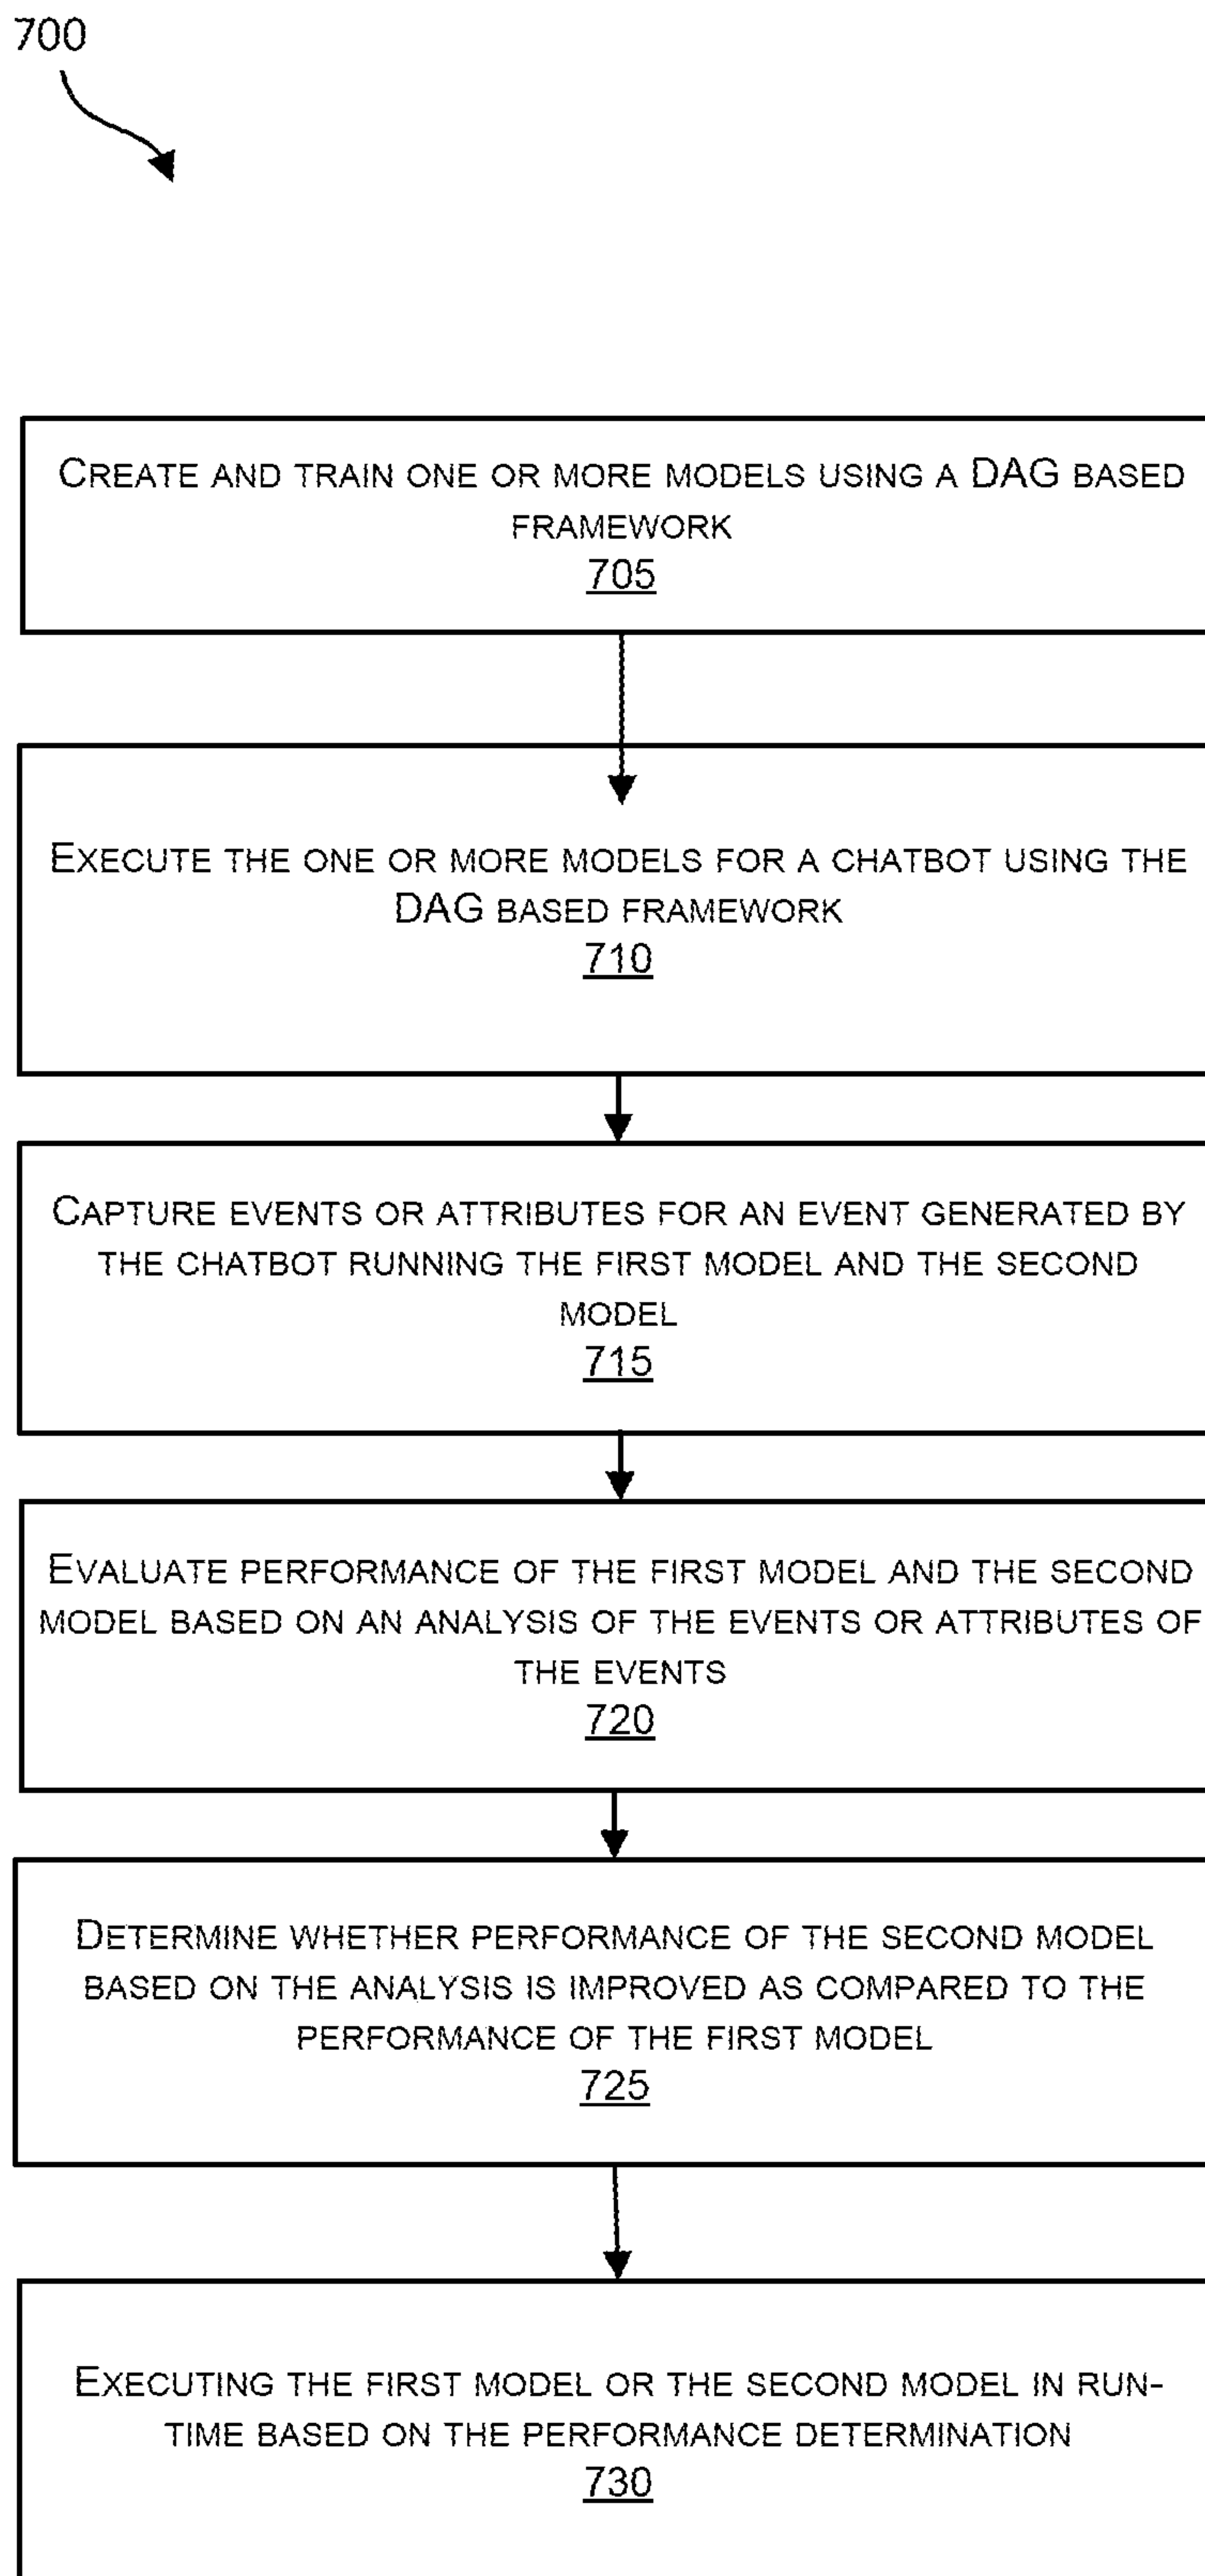 700
CREATE AND TRAIN ONE OR MORE MODELS USING A DAG BASED
FRAMEWORK
705
EXECUTE THE ONE OR MORE MODELS FOR A CHATBOT USING THE
DAG BASED FRAMEWORK
710
CAPTURE EVENTS OR ATTRIBUTES FOR AN EVENT GENERATED BY
THE CHATBOT RUNNING THE FIRST MODEL AND THE SECOND
MODEL
715
EVALUATE PERFORMANCE OF THE FIRST MODEL AND THE SECOND
MODEL BASED ON AN ANALYSIS OF THE EVENTS OR ATTRIBUTES OF
THE EVENTS
720
DETERMINE WHETHER PERFORMANCE OF THE SECOND MODEL
BASED ON THE ANALYSIS IS IMPROVED AS COMPARED TO THE
PERFORMANCE OF THE FIRST MODEL
725
EXECUTING THE FIRST MODEL OR THE SECOND MODEL IN RUN-
TIME BASED ON THE PERFORMANCE DETERMINATION
730